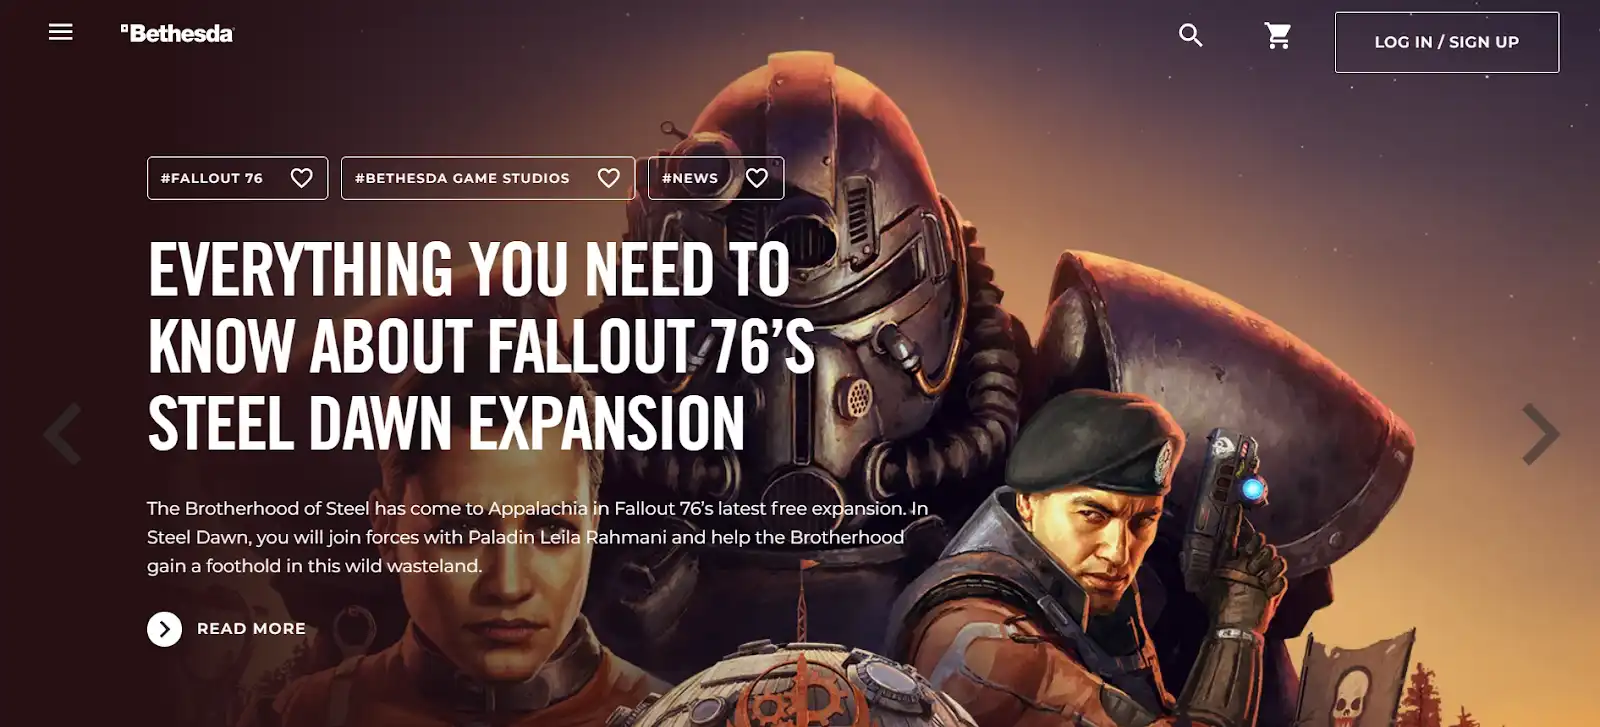 Bethesda
LOG IN / SIGN UP
#FALLOUT 76
#BETHESDA GAME STUDIOS
#NEWS
EVERYTHING YOU NEED TO
KNOW ABOUT FALLOUT 76’S
STEEL DAWN EXPANSION
The Brotherhood of Steel has come to Appalachia in Fallout 76’s latest free expansion. In
Steel Dawn, you will join forces with Paladin Leila Rahmani and help the Brotherhood
gain a foothold in this wild wasteland.
READ MORE